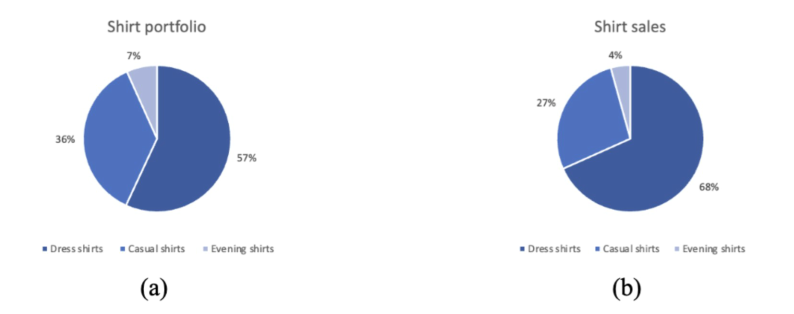 Shirt portfolio
7%
36%
57%
Dress shirts Casual shirts Evening shirts
(a)
Shirt sales
4%
27%
68%
Dress shirts Casual shirts Evening shirts
(b)